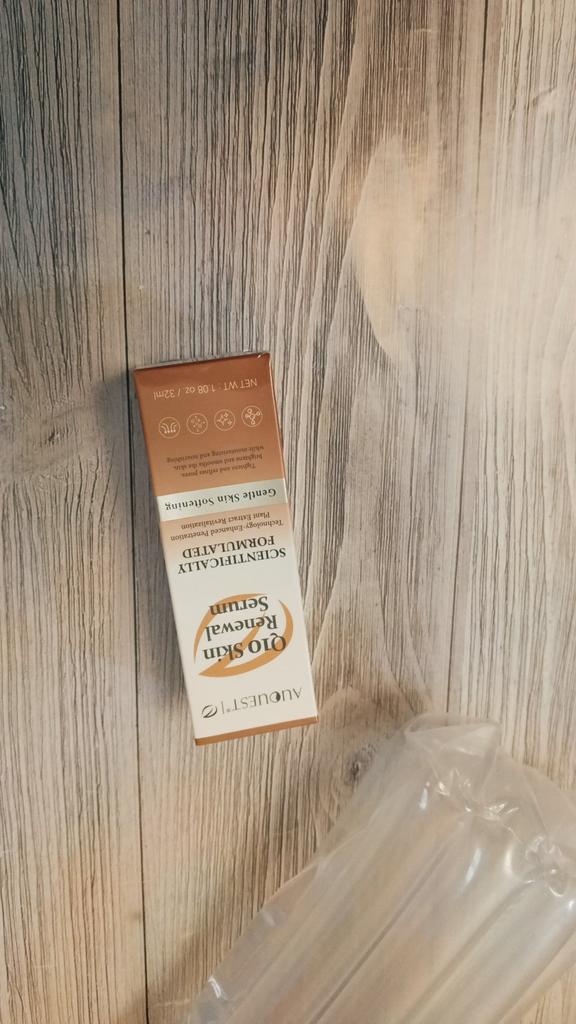 AUQUEST®
Q10 Skin
Renewal
Serum
SCIENTIFICALLY
FORMULATED
Technology-Enhanced Penetration
Plant Extract Revitalization
Gentle Skin Softening
Tightens and refines pores,
brightens and smooths the skin,
while moisturizing and nourishing
NET WT : 1.08 oz / 32ml